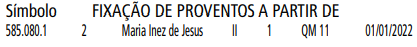 Símbolo FIXAÇÃO DE PROVENTOS A PARTIR DE
585.080.1 2 Maria Inez de Jesus II 1 QM 11 01/01/2022